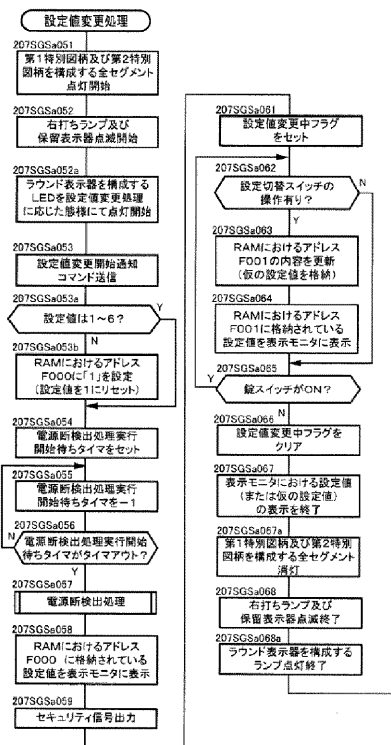 設定値変更処理
207SGSa051
第1特別図柄及び第2特別
図柄を構成する全セグメント
点灯開始
207SGSa052
右打ちランプ及び
保留表示器点滅開始
207SGSa052a
ラウンド表示器を構成する
LEDを設定値変更処理
に応じた態様にて点灯開始
207SGSa053
設定値変更開始通知
コマンド送信
207SGSa053a
設定値は1～6?
Y
N
207SGSa053b
RAMにおけるアドレス
F000に「1」を設定
(設定値を1にリセット)
207SGSa054
電源断検出処理実行
開始待ちタイマをセット
207SGSa055
電源断検出処理実行
開始待ちタイマを-1
207SGSa056
電源断検出処理実行開始
待ちタイマがタイムアウト?
N
Y
207SGSa057
電源断検出処理
207SGSa058
RAMにおけるアドレス
F000 に格納されている
設定値を表示モニタに表示
207SGSa059
セキュリティ信号出力
207SGSa061
設定値変更中フラグ
をセット
207SGSa062
設定切替スイッチの
操作有り?
N
Y
207SGSa063
RAMにおけるアドレス
F001の内容を更新
(仮の設定値を格納)
207SGSa064
RAMにおけるアドレス
F001に格納されている
設定値を表示モニタに表示
207SGSa065
Y
錠スイッチがON?
N
207SGSa066
設定値変更中フラグを
クリア
207SGSa067
表示モニタにおける設定値
(または仮の設定値)
の表示を終了
207SGSa067a
第1特別図柄及び第2特別
図柄を構成する全セグメント
消灯
207SGSa068
右打ちランプ及び
保留表示器点滅終了
207SGSa068a
ラウンド表示器を構成する
ランプ点灯終了